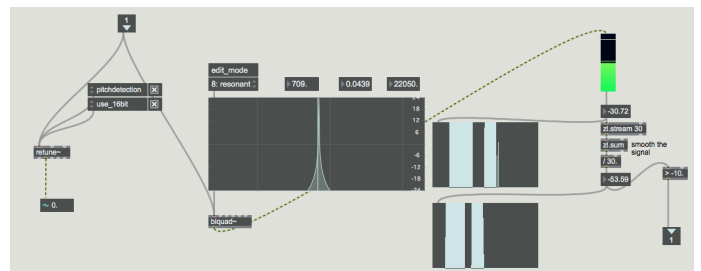 1
edit_mode
8: resonant
709.
0.0439
22050.
pitchdetection
use_16bit
24
18
12
6
-6
-12
-18
-24
-30.72
zl.stream 30
zl.sum
smooth the
signal
/ 30.
-53.59
> -10.
retune~
~ 0.
biquad~
1